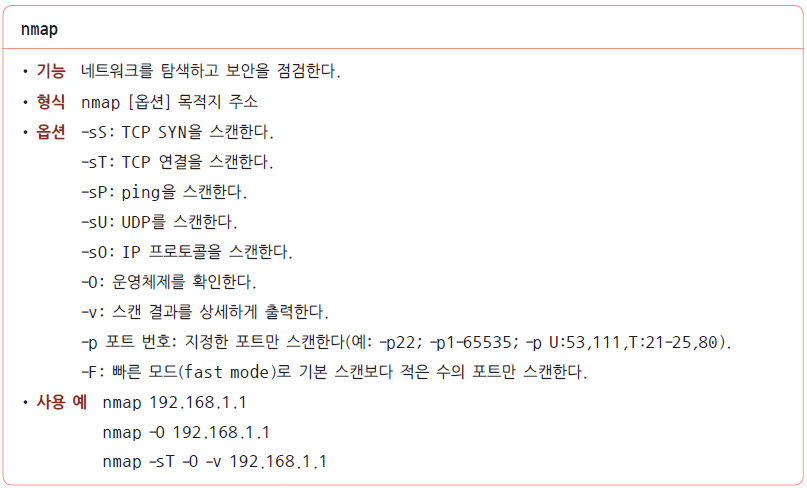 nmap
• 기능 네트워크를 탐색하고 보안을 점검한다.
• 형식 nmap [옵션] 목적지 주소
• 옵션 -sS: TCP SYN을 스캔한다.
-sT: TCP 연결을 스캔한다.
-sP: ping을 스캔한다.
-sU: UDP를 스캔한다.
-sO: IP 프로토콜을 스캔한다.
-O: 운영체제를 확인한다.
-v: 스캔 결과를 상세하게 출력한다.
-p 포트 번호: 지정한 포트만 스캔한다(예: -p22; -p1-65535; -p U:53,111,T:21-25,80).
-F: 빠른 모드(fast mode)로 기본 스캔보다 적은 수의 포트만 스캔한다.
• 사용 예 nmap 192.168.1.1
nmap -O 192.168.1.1
nmap -sT -O -v 192.168.1.1